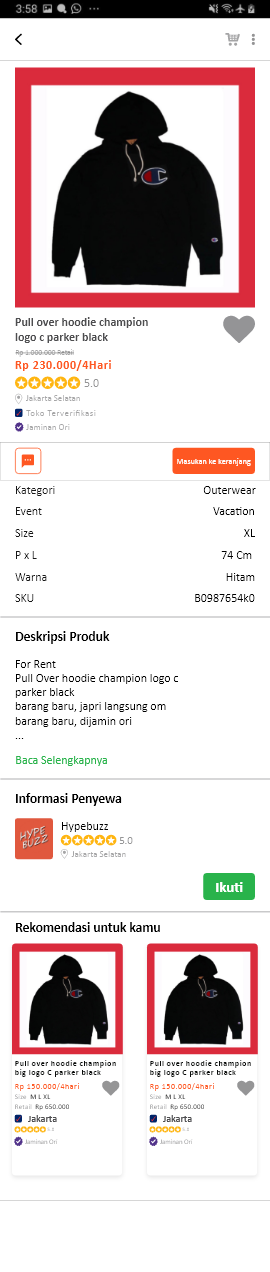 3:58
Pull over hoodie champion
logo c parker black
Rp 1.000.000 Retail
Rp 230.000/4Hari
5.0
Jakarta Selatan
Toko Terverifikasi
Jaminan Ori
Masukan ke keranjang
Kategori Outerwear
Event Vacation
Size XL
P x L 74 Cm
Warna Hitam
SKU B0987654k0
Deskripsi Produk
For Rent
Pull Over hoodie champion logo c
parker black
barang baru, japri langsung om
barang baru, dijamin ori
...
Baca Selengkapnya
Informasi Penyewa
HYPE
BUZZ
Hypebuzz
5.0
Jakarta Selatan
Ikuti
Rekomendasi untuk kamu
Pull over hoodie champion
big logo C parker black
Rp 150.000/4hari
Size M L XL
Retail Rp 650.000
Jakarta
5.0
Jaminan Ori
Pull over hoodie champion
big logo C parker black
Rp 150.000/4hari
Size M L XL
Retail Rp 650.000
Jakarta
5.0
Jaminan Ori